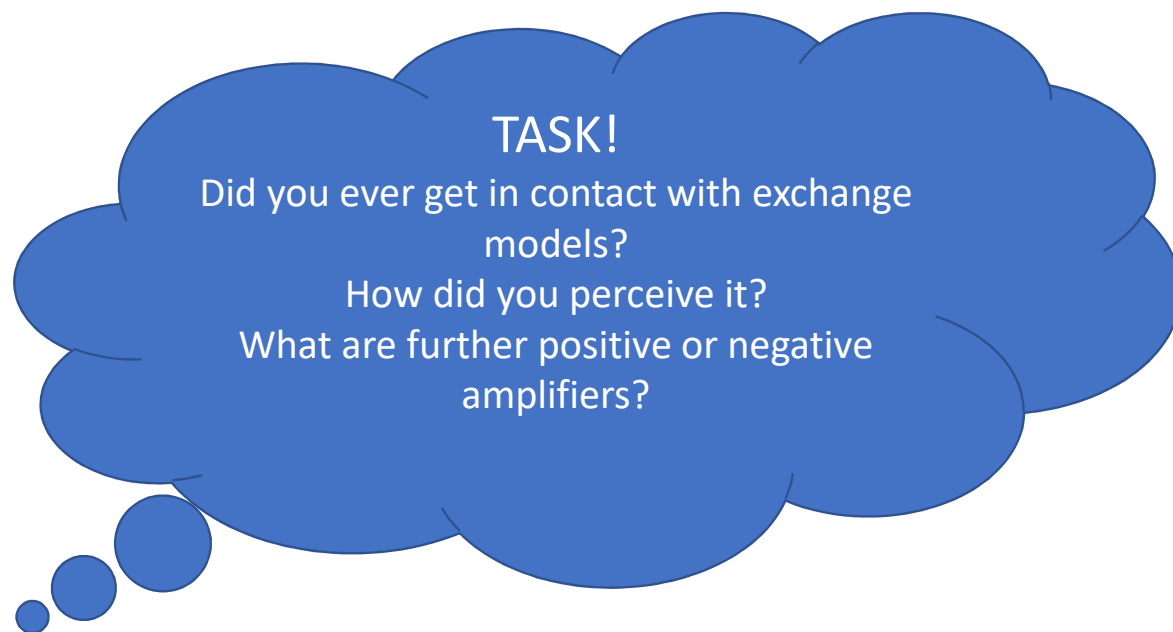 TASK!
Did you ever get in contact with exchange
models?
How did you perceive it?
What are further positive or negative
amplifiers?